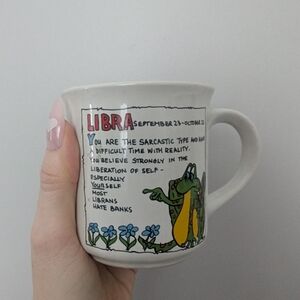 LIBRA SEPTEMBER 23-OCTOBER
YOU ARE THE SARCASTIC TYPE AND HAVE
A DIFFICULT TIME WITH REALITY.
YOU BELIEVE STRONGLY IN THE
LIBERATION OF SELF -
ESPECIALLY
YOURSELF
MOST
LIBRANS
HATE BANKS